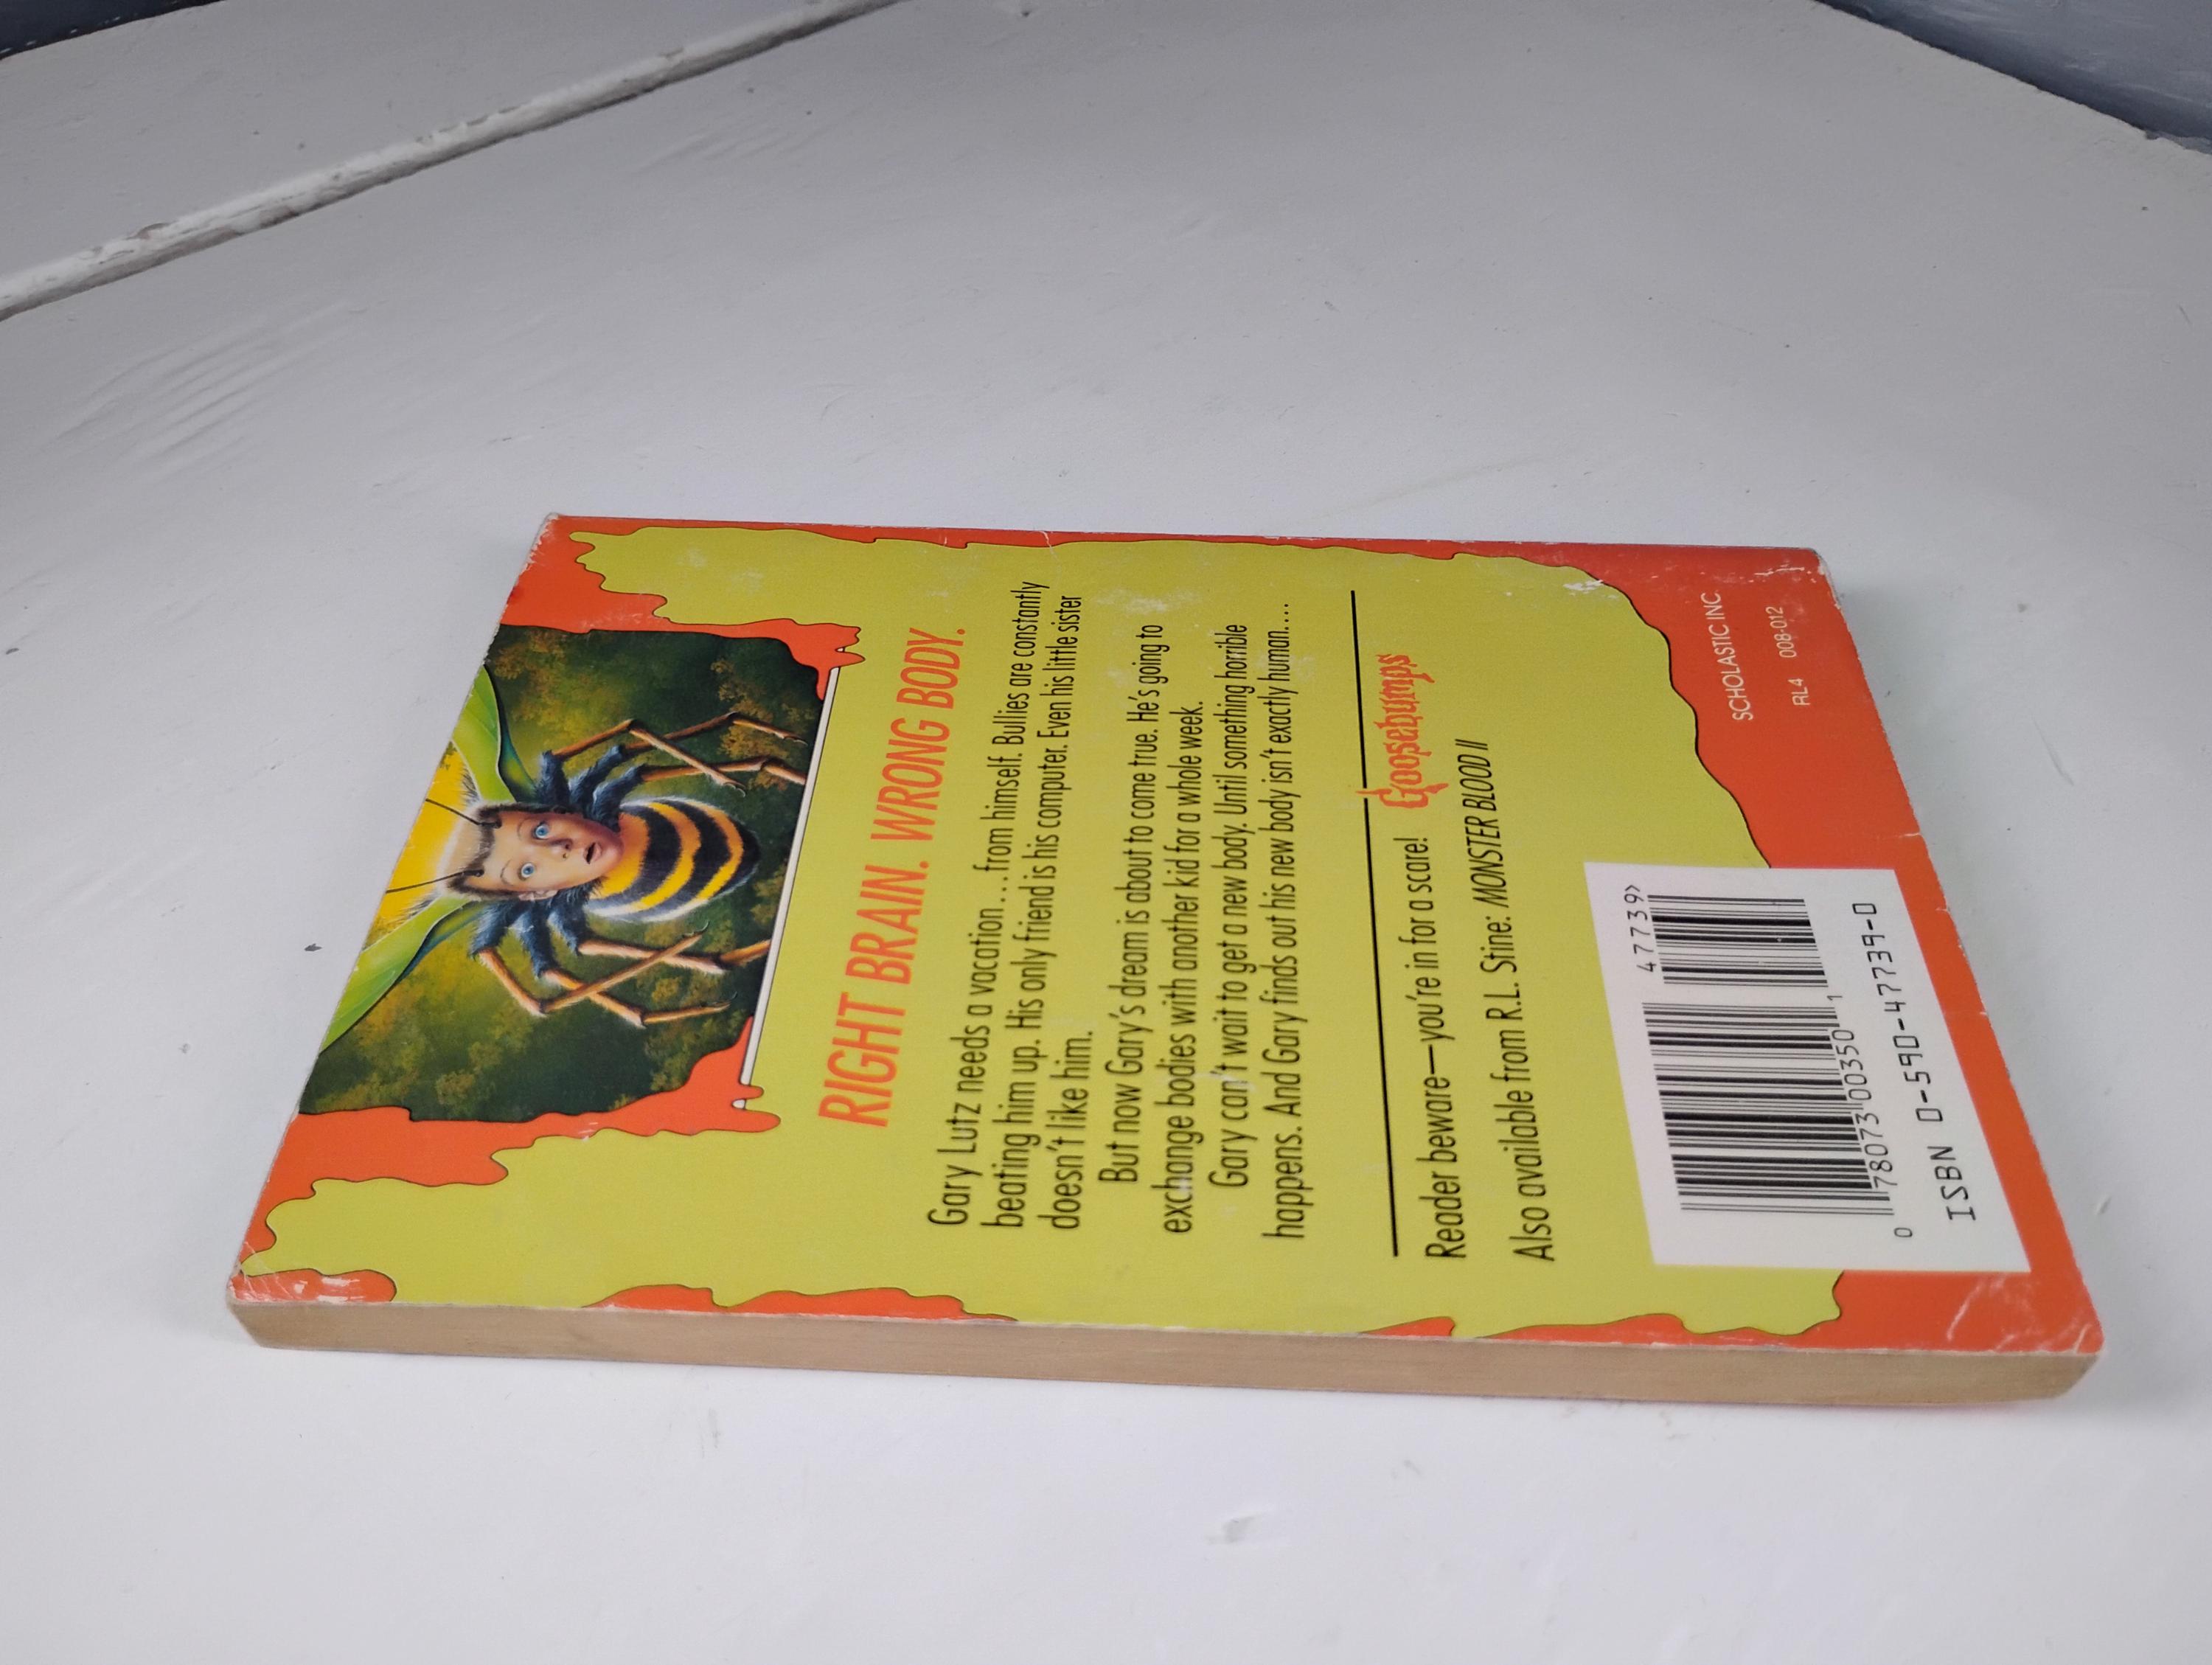 RIGHT BRAIN. WRONG BODY.
Gary Lutz needs a vacation...from himself. Bullies are constantly
beating him up. His only friend is his computer. Even his little sister
doesn't like him.
But now Gary's dream is about to come true. He's going to
exchange bodies with another kid for a whole week.
Gary can't wait to get a new body. Until something horrible
happens. And Gary finds out his new body isn't exactly human....
Goosebumps
Reader beware—you're in for a scare!
Also available from R.L. Stine: MONSTER BLOOD II
SCHOLASTIC INC.
RL4 008-012
47739>
0 78073 00350 1
ISBN 0-590-47739-0